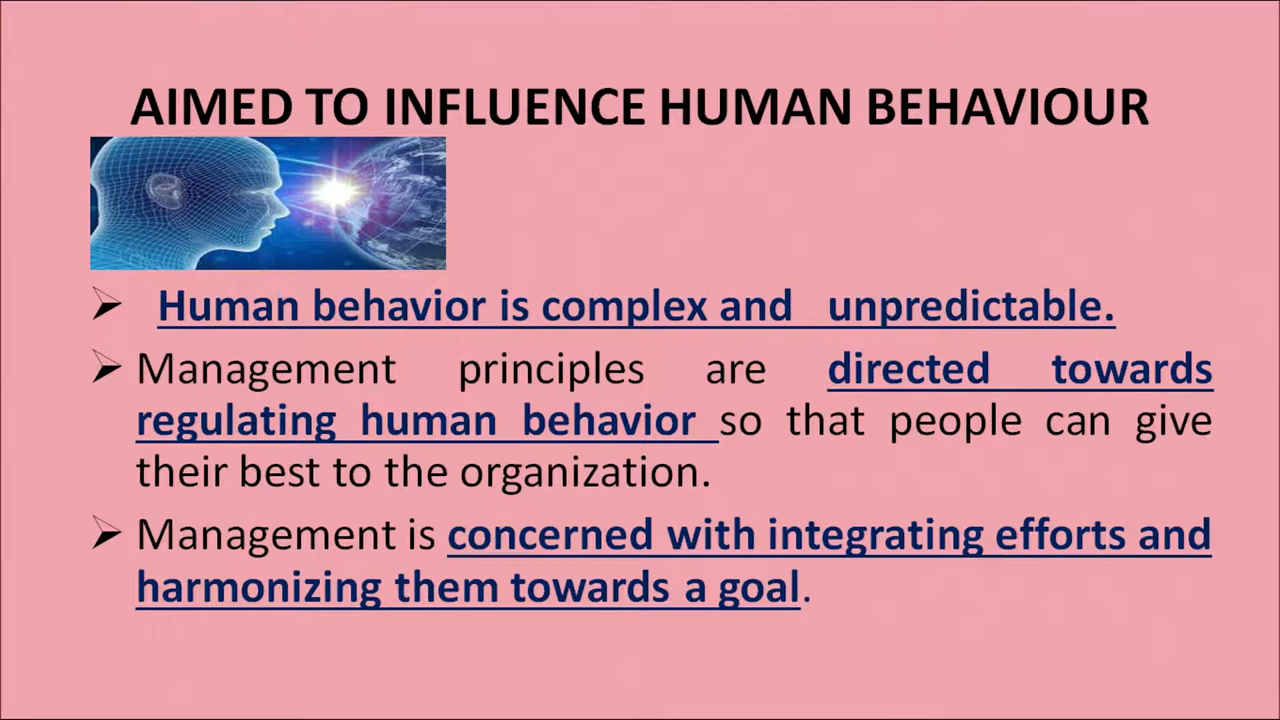 AIMED TO INFLUENCE HUMAN BEHAVIOUR
➢ Human behavior is complex and unpredictable.
➢ Management principles are directed towards
regulating human behavior so that people can give
their best to the organization.
➢ Management is concerned with integrating efforts and
harmonizing them towards a goal.